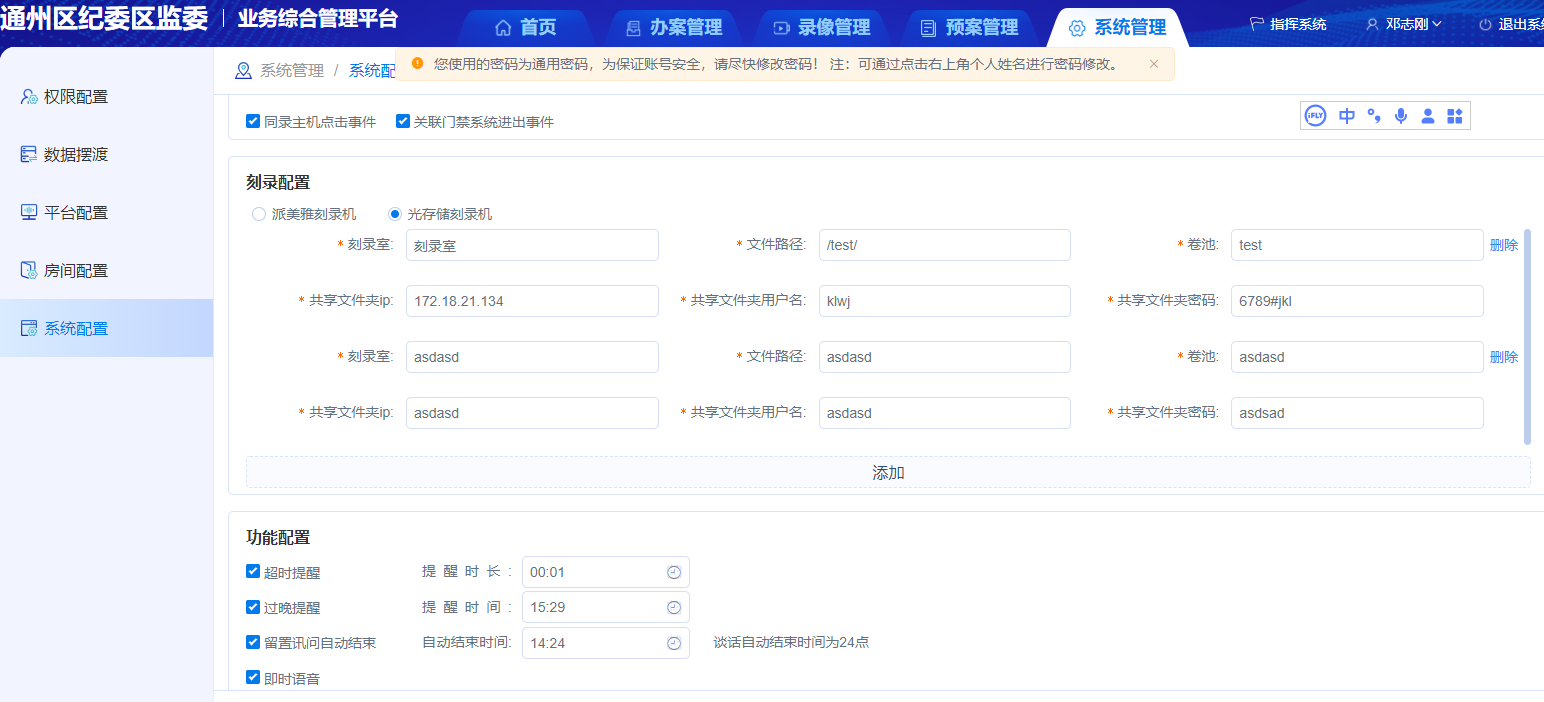 通州区纪委区监委 业务综合管理平台 首页 办案管理 录像管理 预案管理 系统管理 指挥系统 邓志刚 退出系
系统管理 / 系统配 您使用的密码为通用密码，为保证账号安全，请尽快修改密码！ 注：可通过点击右上角个人姓名进行密码修改。
权限配置
数据摆渡
平台配置
房间配置
系统配置
同录主机点击事件 关联门禁系统进出事件
iFLY 中
刻录配置
派美雅刻录机 光存储刻录机
* 刻录室: 刻录室 * 文件路径: /test/ * 卷池: test 删除
* 共享文件夹ip: 172.18.21.134 * 共享文件夹用户名: klwj * 共享文件夹密码: 6789#jkl
* 刻录室: asdasd * 文件路径: asdasd * 卷池: asdasd 删除
* 共享文件夹ip: asdasd * 共享文件夹用户名: asdasd * 共享文件夹密码: asdsad
添加
功能配置
超时提醒 提 醒 时 长 : 00:01
过晚提醒 提 醒 时 间 : 15:29
留置讯问自动结束 自动结束时间: 14:24 谈话自动结束时间为24点
即时语音